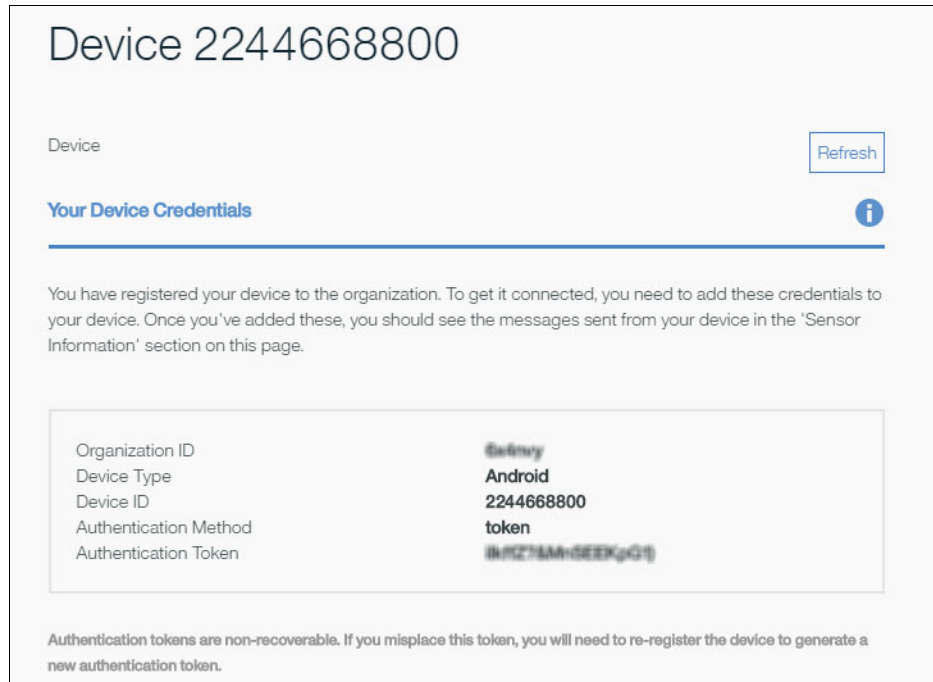 Device 2244668800
Device
Refresh
Your Device Credentials
You have registered your device to the organization. To get it connected, you need to add these credentials to
your device. Once you've added these, you should see the messages sent from your device in the 'Sensor
Information' section on this page.
Organization ID
Device Type Android
Device ID 2244668800
Authentication Method token
Authentication Token
Authentication tokens are non-recoverable. If you misplace this token, you will need to re-register the device to generate a
new authentication token.